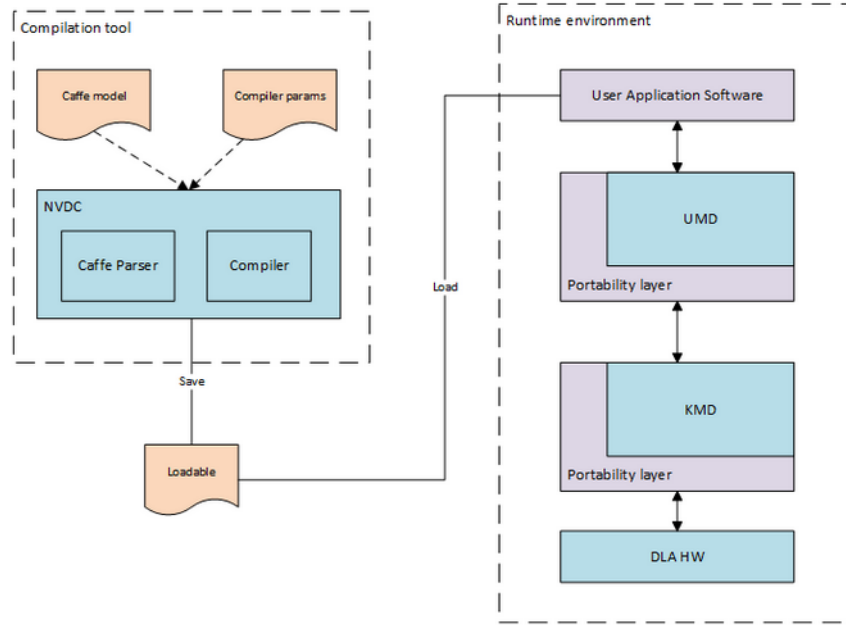 Compilation tool
Caffe model
Compiler params
NVDC
Caffe Parser
Compiler
Save
Loadable
Load
Runtime environment
User Application Software
UMD
Portability layer
KMD
Portability layer
DLA HW